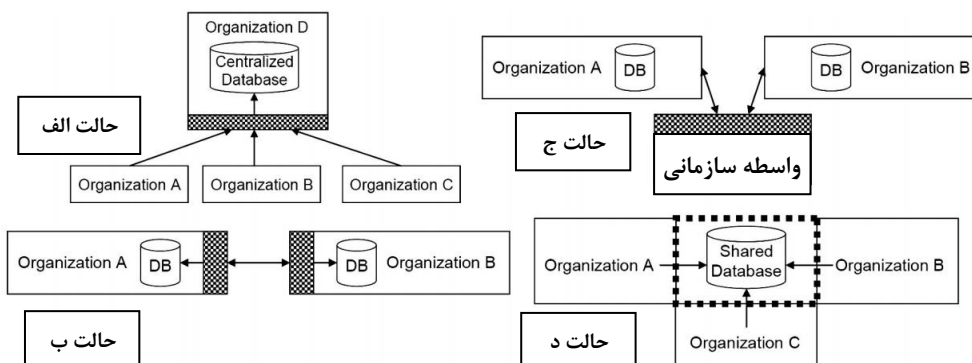 Organization D
Centralized
Database
حالت الف
Organization A
Organization B
Organization C
Organization A
DB
DB
Organization B
حالت ج
واسطه سازمانی
Organization A
DB
DB
Organization B
حالت ب
Organization A
Shared
Database
Organization B
Organization C
حالت د